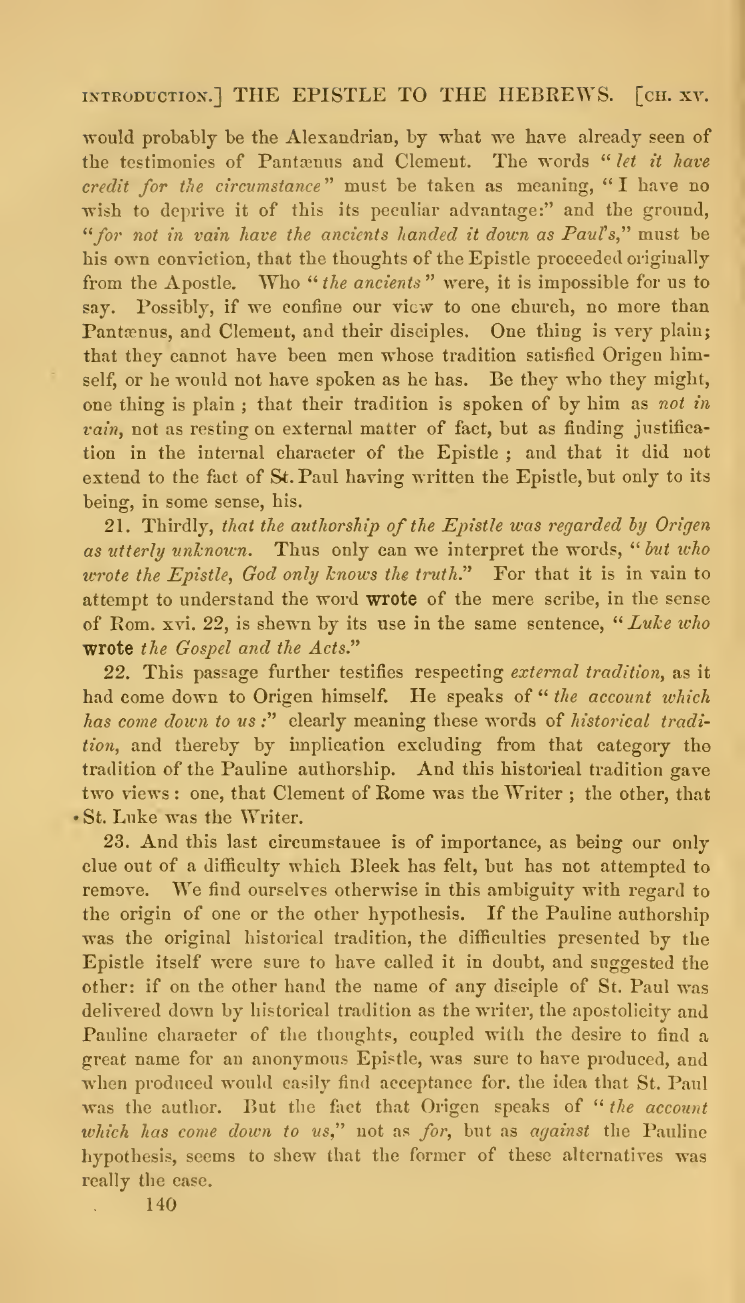 INTRODUCTION.] THE EPISTLE TO THE HEBREWS. [CH. XV.
would probably be the Alexandrian, by what we have already seen of
the testimonies of Pantænus and Clement. The words “ let it have
credit for the circumstance” must be taken as meaning, “ I have no
wish to deprive it of this its peculiar advantage:” and the ground,
“for not in vain have the ancients handed it down as Paul's,” must be
his own conviction, that the thoughts of the Epistle proceeded originally
from the Apostle. Who “ the ancients ” were, it is impossible for us to
say. Possibly, if we confine our view to one church, no more than
Pantænus, and Clement, and their disciples. One thing is very plain;
that they cannot have been men whose tradition satisfied Origen him-
self, or he would not have spoken as he has. Be they who they might,
one thing is plain ; that their tradition is spoken of by him as not in
vain, not as resting on external matter of fact, but as finding justifica-
tion in the internal character of the Epistle ; and that it did not
extend to the fact of St. Paul having written the Epistle, but only to its
being, in some sense, his.
21. Thirdly, that the authorship of the Epistle was regarded by Origen
as utterly unknown. Thus only can we interpret the words, “ but who
wrote the Epistle, God only knows the truth.” For that it is in vain to
attempt to understand the word wrote of the mere scribe, in the sense
of Rom. xvi. 22, is shewn by its use in the same sentence, “ Luke who
wrote the Gospel and the Acts.”
22. This passage further testifies respecting external tradition, as it
had come down to Origen himself. He speaks of “ the account which
has come down to us :” clearly meaning these words of historical tradi-
tion, and thereby by implication excluding from that category the
tradition of the Pauline authorship. And this historical tradition gave
two views : one, that Clement of Rome was the Writer ; the other, that
St. Luke was the Writer.
23. And this last circumstance is of importance, as being our only
clue out of a difficulty which Bleek has felt, but has not attempted to
remove. We find ourselves otherwise in this ambiguity with regard to
the origin of one or the other hypothesis. If the Pauline authorship
was the original historical tradition, the difficulties presented by the
Epistle itself were sure to have called it in doubt, and suggested the
other: if on the other hand the name of any disciple of St. Paul was
delivered down by historical tradition as the writer, the apostolicity and
Pauline character of the thoughts, coupled with the desire to find a
great name for an anonymous Epistle, was sure to have produced, and
when produced would easily find acceptance for. the idea that St. Paul
was the author. But the fact that Origen speaks of “ the account
which has come down to us,” not as for, but as against the Pauline
hypothesis, seems to shew that the former of these alternatives was
really the case.
140